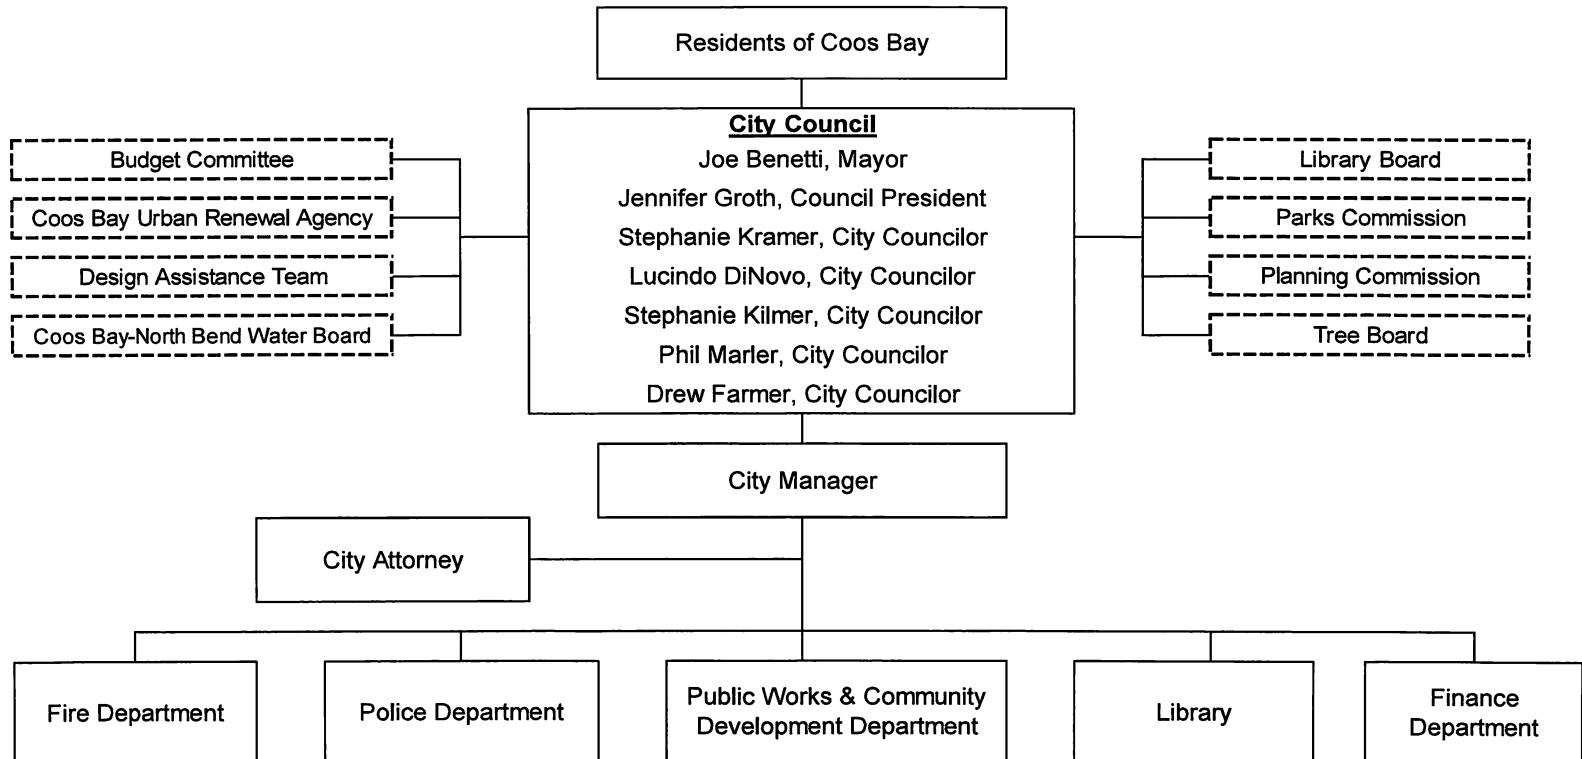 Residents of Coos Bay
City Council
Joe Benetti, Mayor
Jennifer Groth, Council President
Stephanie Kramer, City Councilor
Lucindo DiNovo, City Councilor
Stephanie Kilmer, City Councilor
Phil Marler, City Councilor
Drew Farmer, City Councilor
Budget Committee
Coos Bay Urban Renewal Agency
Design Assistance Team
Coos Bay-North Bend Water Board
Library Board
Parks Commission
Planning Commission
Tree Board
City Manager
City Attorney
Fire Department
Police Department
Public Works & Community
Development Department
Library
Finance
Department